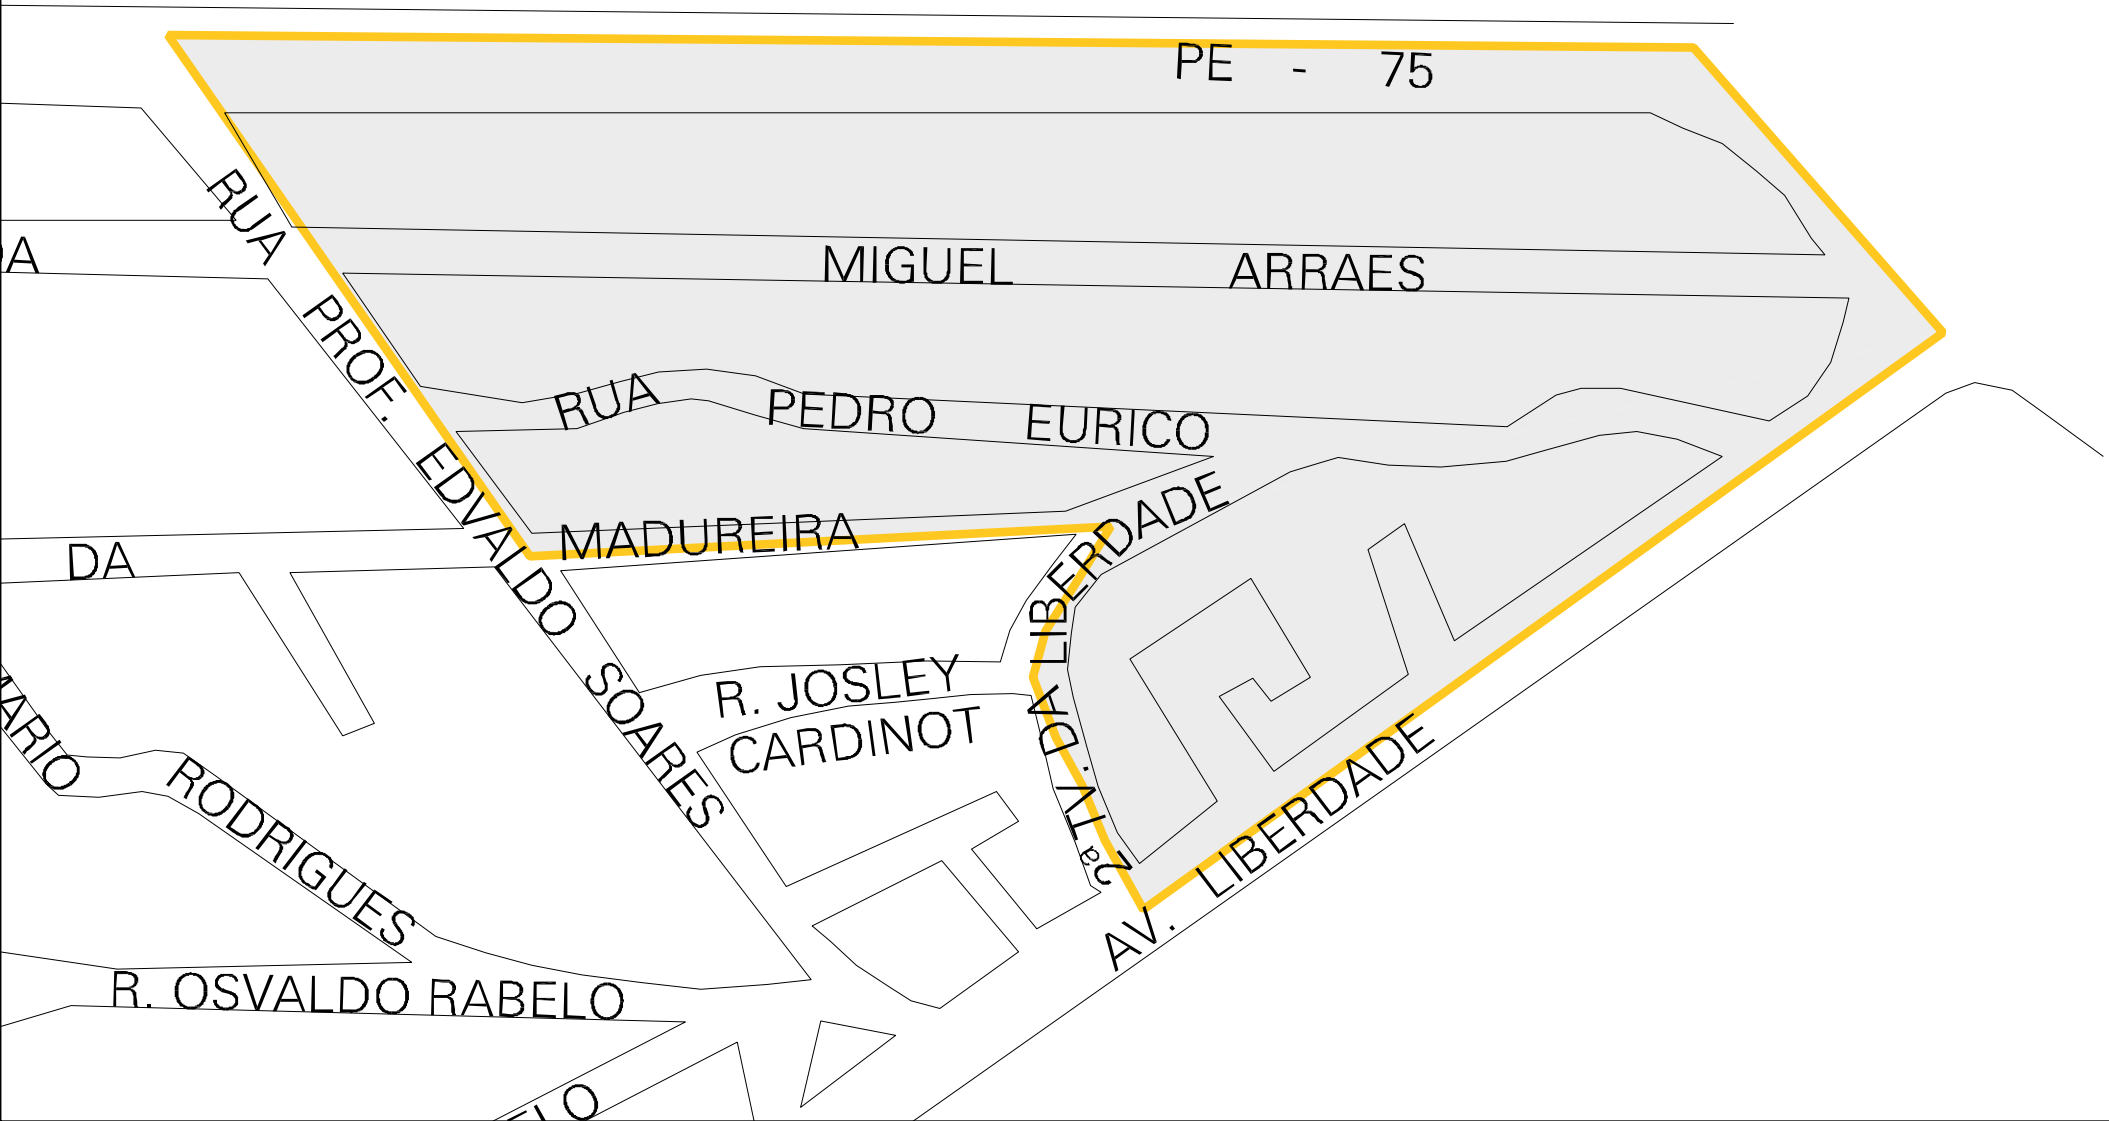 PE - 75
RUA PROF. EDVALDO SOARES
MIGUEL ARRAES
RUA PEDRO EURICO
MADUREIRA
2ª TV. DA LIBERDADE
DA
R. JOSLEY
CARDINOT
AV. LIBERDADE
RODRIGUES
R. OSVALDO RABELO